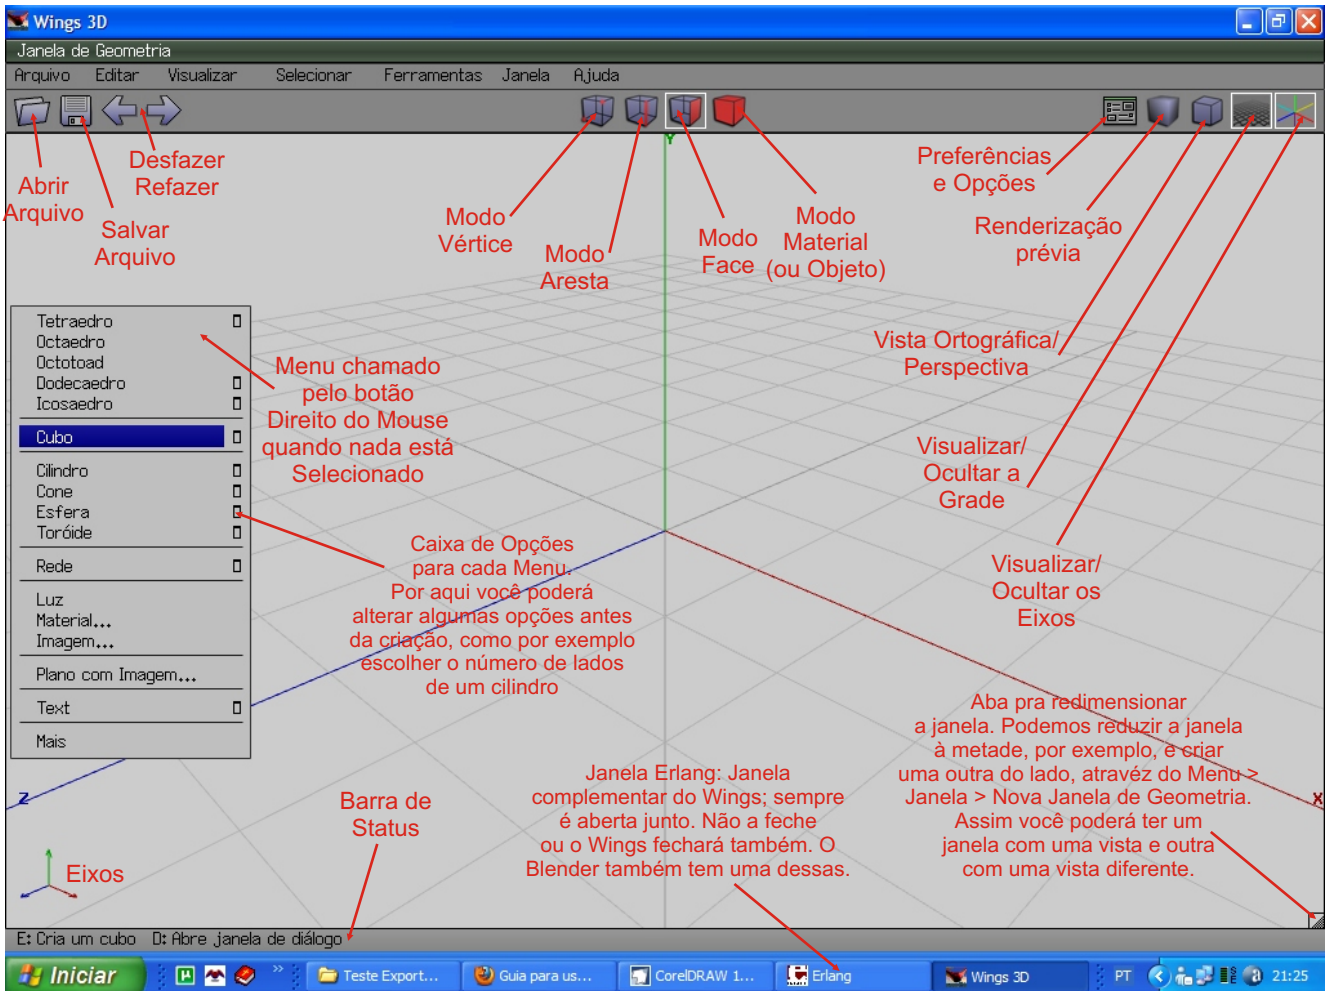 Wings 3D
Janela de Geometria
Arquivo Editar Visualizar Selecionar Ferramentas Janela Ajuda
Abrir
Arquivo
Salvar
Arquivo
Desfazer
Refazer
Modo
Vértice
Modo
Aresta
Modo
Face
Modo
Material
(ou Objeto)
Preferências
e Opções
Renderização
prévia
Vista Ortográfica/
Perspectiva
Visualizar/
Ocultar a
Grade
Visualizar/
Ocultar os
Eixos
Y
Tetraedro
Octaedro
Octotoad
Dodecaedro
Icosaedro
Cubo
Cilindro
Cone
Esfera
Toróide
Rede
Luz
Material...
Imagem...
Plano com Imagem...
Text
Mais
Menu chamado
pelo botão
Direito do Mouse
quando nada está
Selecionado
Caixa de Opções
para cada Menu.
Por aqui você poderá
alterar algumas opções antes
da criação, como por exemplo
escolher o número de lados
de um cilindro
Z
X
Eixos
Barra de
Status
Janela Erlang: Janela
complementar do Wings; sempre
é aberta junto. Não a feche
ou o Wings fechará também. O
Blender também tem uma dessas.
Aba pra redimensionar
a janela. Podemos reduzir a janela
à metade, por exemplo, e criar
uma outra do lado, atravéz do Menu >
Janela > Nova Janela de Geometria.
Assim você poderá ter um
janela com uma vista e outra
com uma vista diferente.
E: Cria um cubo D: Abre janela de diálogo
Iniciar » Teste Export... Guia para us... CorelDRAW 1... Erlang Wings 3D PT 21:25